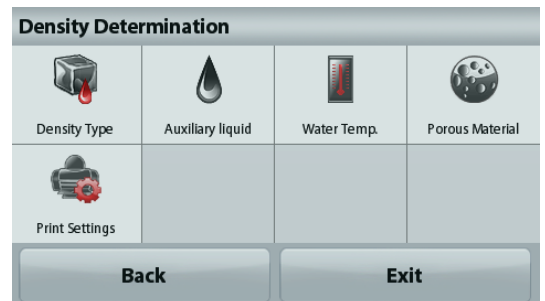 Density Determination
Density Type
Auxiliary liquid
Water Temp.
Porous Material
Print Settings
Back
Exit